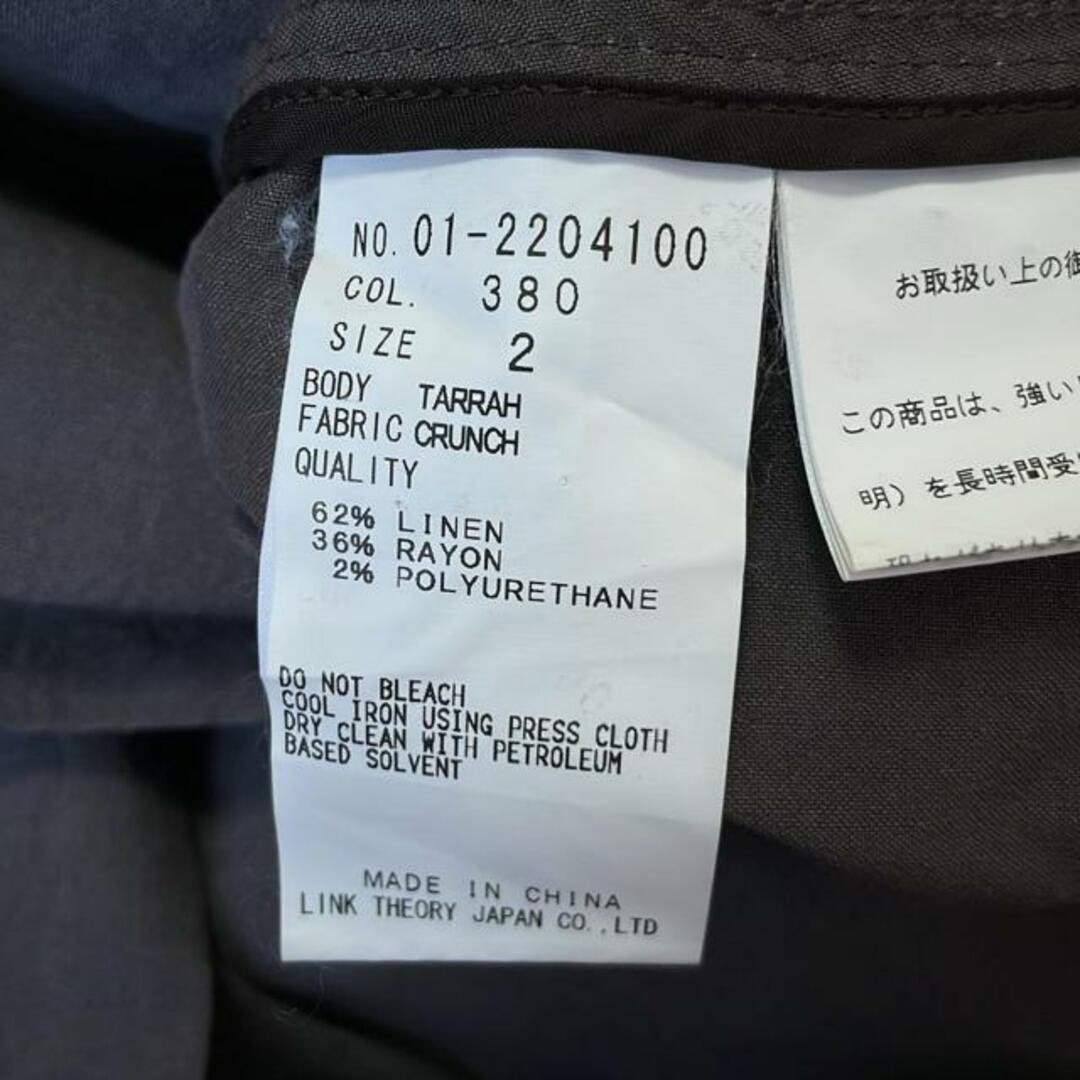 NO. 01-2204100
COL. 380
SIZE 2
BODY TARRAH
FABRIC CRUNCH
QUALITY
62% LINEN
36% RAYON
2% POLYURETHANE
DO NOT BLEACH
COOL IRON USING PRESS CLOTH
DRY CLEAN WITH PETROLEUM
BASED SOLVENT
MADE IN CHINA
LINK THEORY JAPAN CO.,LTD
お取扱い上の御
この商品は、強い
明）を長時間受